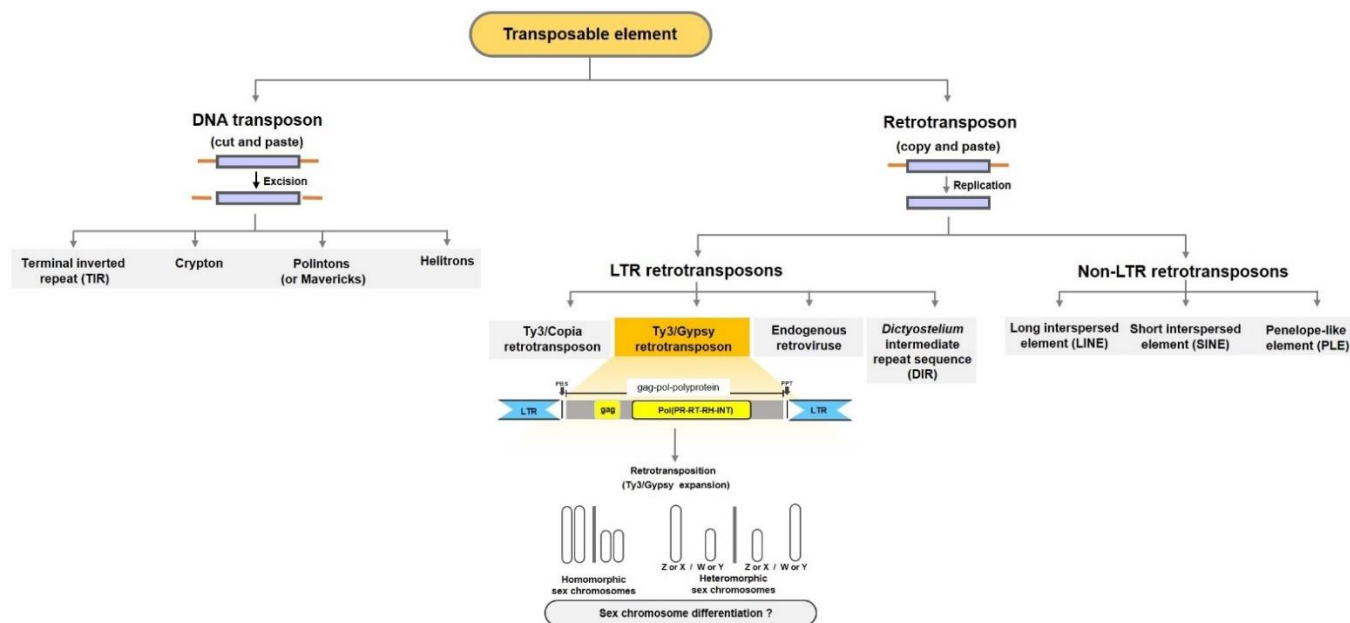 Transposable element
DNA transposon
(cut and paste)
Excision
Terminal inverted
repeat (TIR)
Crypton
Polintons
(or Mavericks)
Helitrons
Retrotransposon
(copy and paste)
Replication
LTR retrotransposons
Non-LTR retrotransposons
Ty3/Copia
retrotransposon
Ty3/Gypsy
retrotransposon
Endogenous
retroviruse
Dictyostelium
intermediate
repeat sequence
(DIR)
Long interspersed
element (LINE)
Short interspersed
element (SINE)
Penelope-like
element (PLE)
PBS
gag-pol-polyprotein
PPT
LTR
gag
Pol(PR-RT-RH-INT)
LTR
Retrotransposition
(Ty3/Gypsy expansion)
Homomorphic
sex chromosomes
Z or X / W or Y
Z or X / W or Y
Heteromorphic
sex chromosomes
Sex chromosome differentiation ?